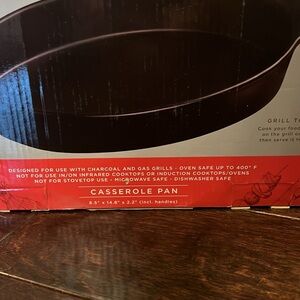 GRILL T
Cook your food
on the grill or
then serve it
DESIGNED FOR USE WITH CHARCOAL AND GAS GRILLS - OVEN SAFE UP TO 400° F
NOT FOR USE IN/ON INFRARED COOKTOPS OR INDUCTION COOKTOPS/OVENS
NOT FOR STOVETOP USE - MICROWAVE SAFE - DISHWASHER SAFE
CASSEROLE PAN
8.5" x 14.6" x 2.2" (incl. handles)